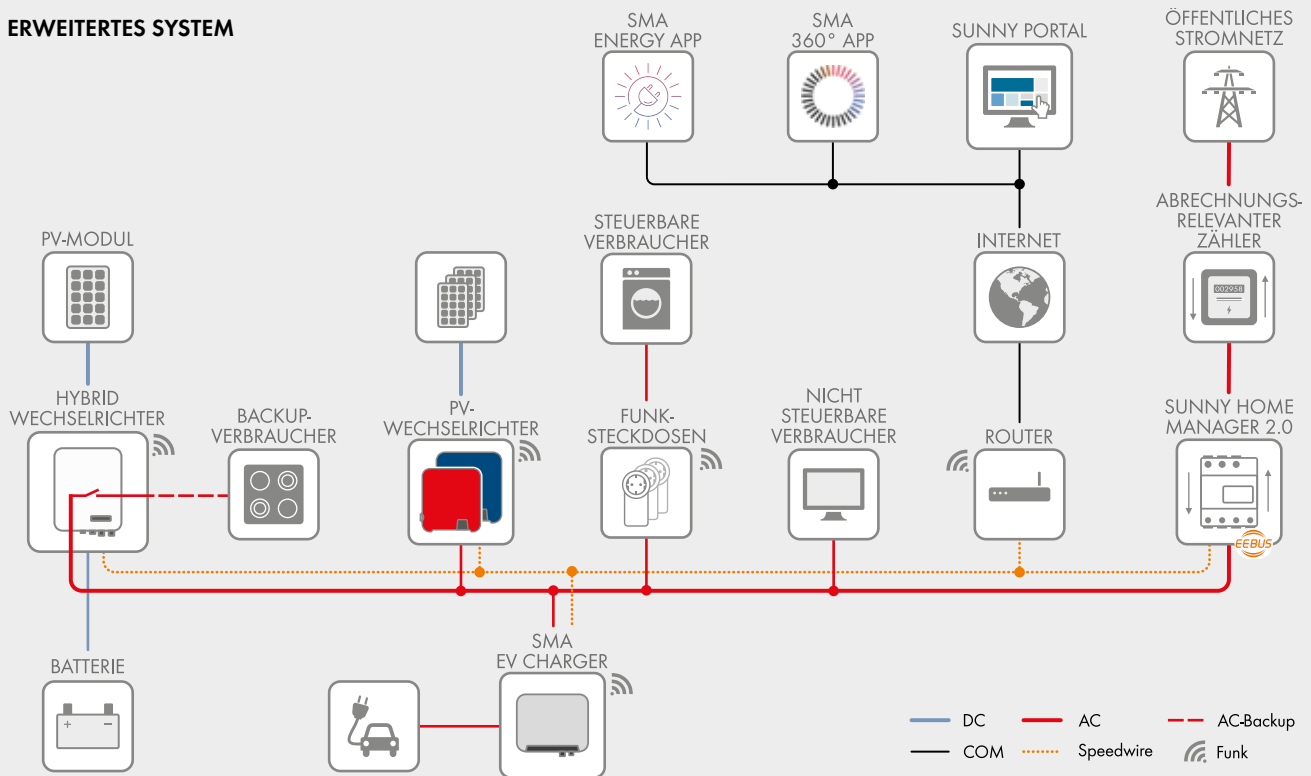 ERWEITERTES SYSTEM
SMA
ENERGY APP
SMA
360° APP
SUNNY PORTAL
ÖFFENTLICHES
STROMNETZ
PV-MODUL
STEUERBARE
VERBRAUCHER
INTERNET
ABRECHNUNGS-
RELEVANTER
ZÄHLER
002958
HYBRID
WECHSELRICHTER
BACKUP-
VERBRAUCHER
PV-
WECHSELRICHTER
FUNK-
STECKDOSEN
NICHT
STEUERBARE
VERBRAUCHER
ROUTER
SUNNY HOME
MANAGER 2.0
EEBUS
BATTERIE
+ −
SMA
EV CHARGER
DC
AC
AC-Backup
COM
Speedwire
Funk